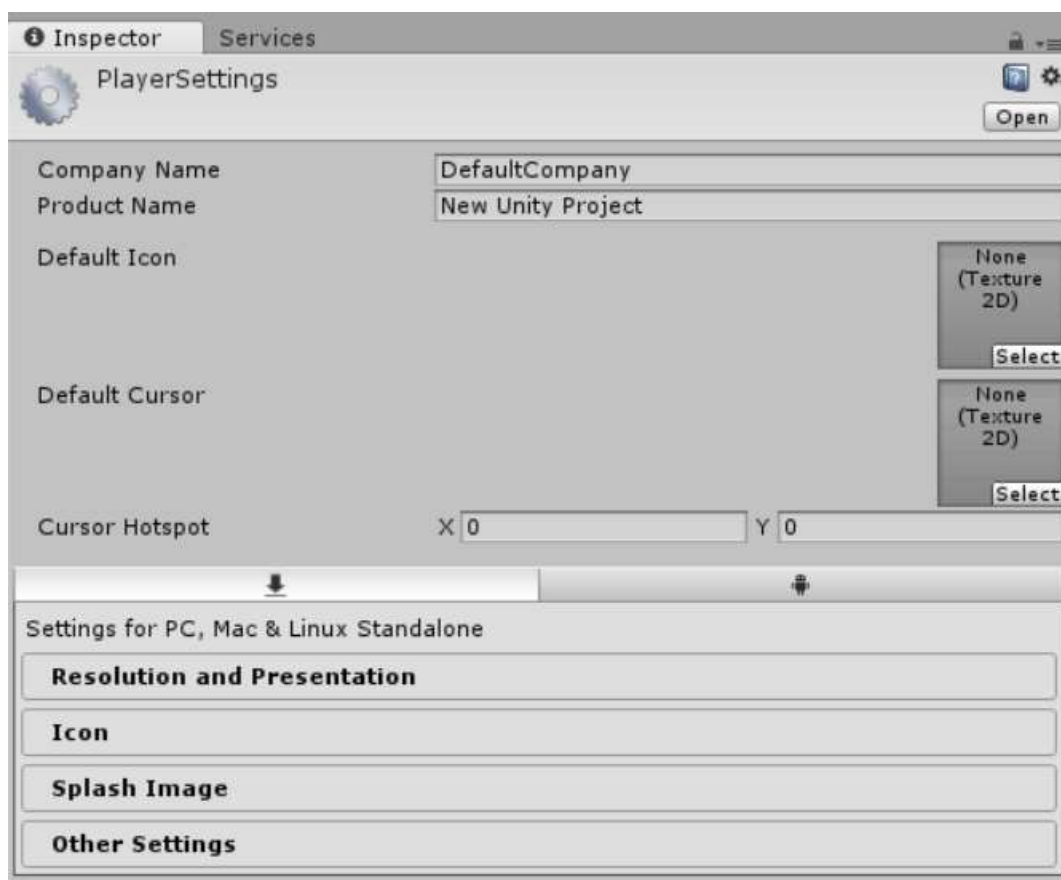 Inspector Services
PlayerSettings
Open
Company Name DefaultCompany
Product Name New Unity Project
Default Icon None
(Texture
2D)
Select
Default Cursor None
(Texture
2D)
Select
Cursor Hotspot X 0 Y 0
Settings for PC, Mac & Linux Standalone
Resolution and Presentation
Icon
Splash Image
Other Settings